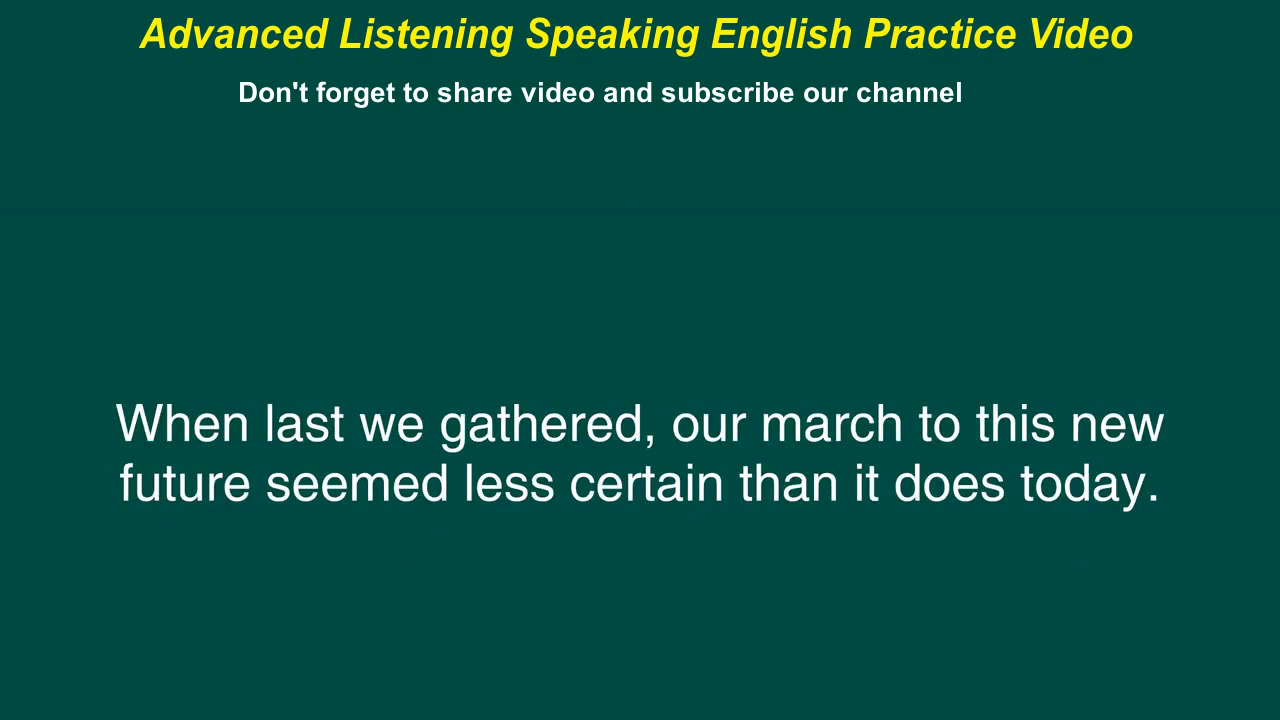 Advanced Listening Speaking English Practice Video
Don't forget to share video and subscribe our channel
When last we gathered, our march to this new
future seemed less certain than it does today.